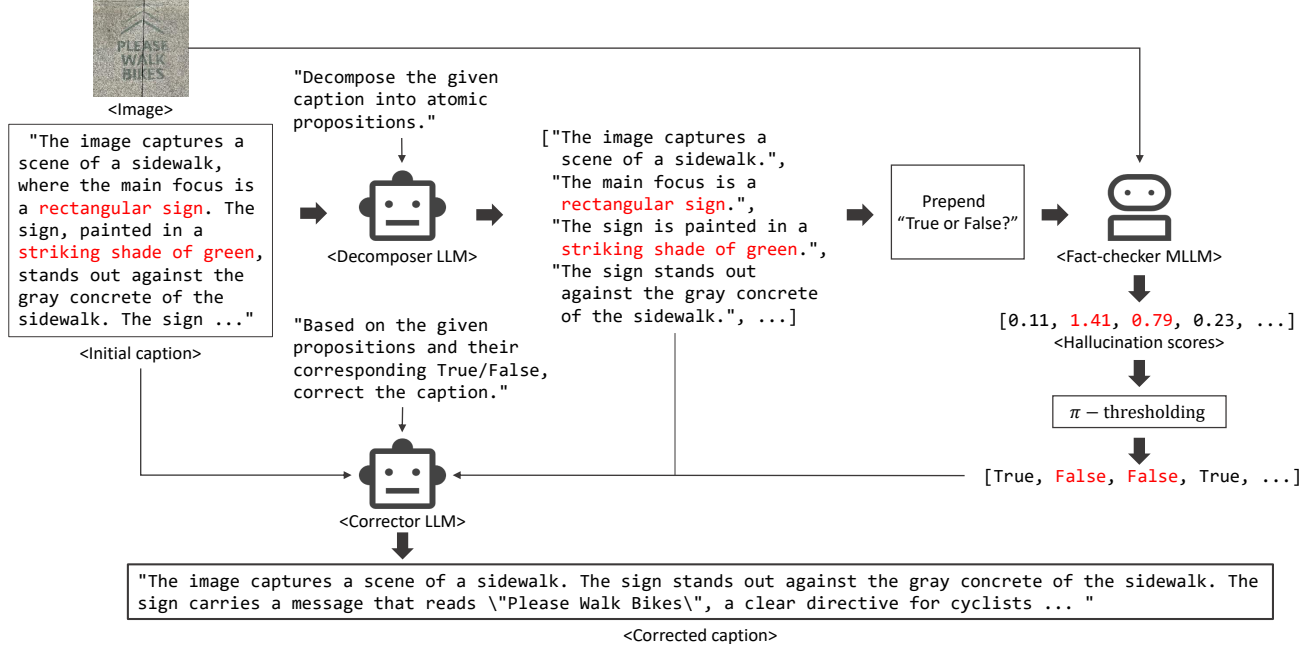 PLEASE
WALK
BIKES
<Image>
"The image captures a
scene of a sidewalk,
where the main focus is
a rectangular sign. The
sign, painted in a
striking shade of green,
stands out against the
gray concrete of the
sidewalk. The sign ..."
<Initial caption>
"Decompose the given
caption into atomic
propositions."
<Decomposer LLM>
["The image captures a
scene of a sidewalk.",
"The main focus is a
rectangular sign.",
"The sign is painted in a
striking shade of green.",
"The sign stands out
against the gray concrete
of the sidewalk.", ...]
Prepend
“True or False?”
<Fact-checker MLLM>
[0.11, 1.41, 0.79, 0.23, ...]
<Hallucination scores>
π − thresholding
[True, False, False, True, ...]
"Based on the given
propositions and their
corresponding True/False,
correct the caption."
<Corrector LLM>
"The image captures a scene of a sidewalk. The sign stands out against the gray concrete of the sidewalk. The
sign carries a message that reads \"Please Walk Bikes\", a clear directive for cyclists ... "
<Corrected caption>